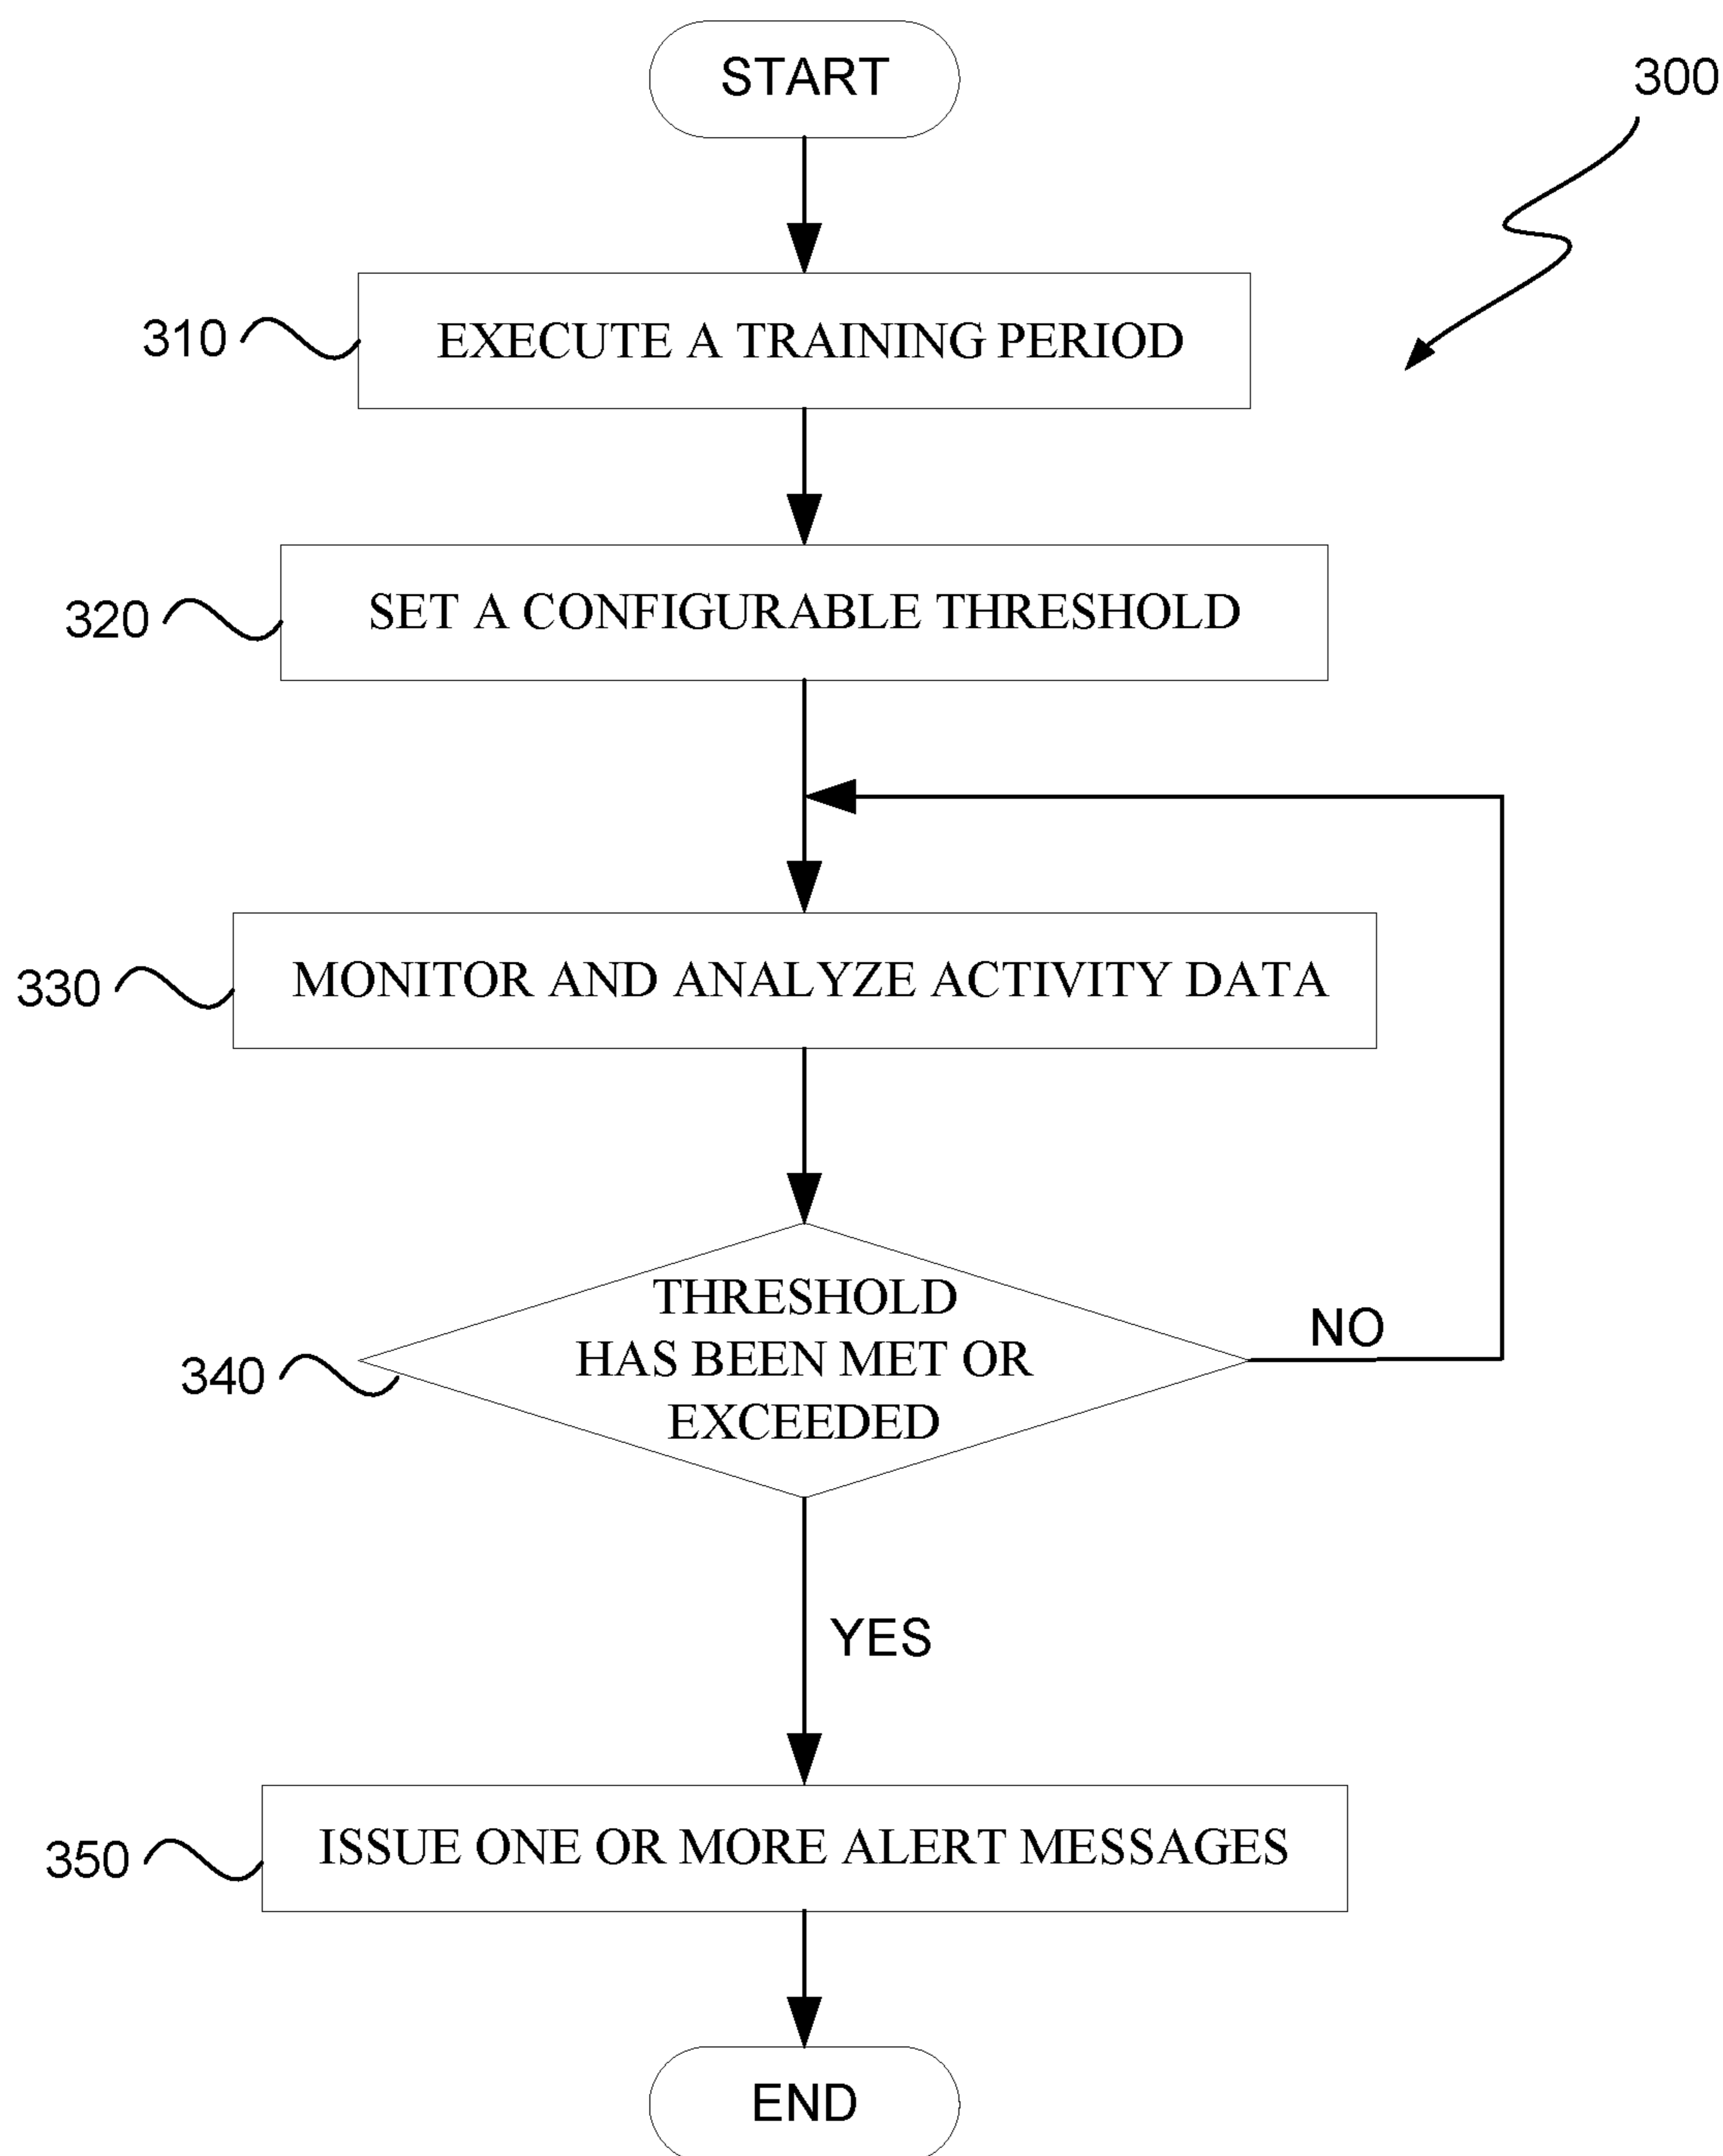 START
300
310
EXECUTE A TRAINING PERIOD
320
SET A CONFIGURABLE THRESHOLD
330
MONITOR AND ANALYZE ACTIVITY DATA
340
THRESHOLD
HAS BEEN MET OR
EXCEEDED
NO
YES
350
ISSUE ONE OR MORE ALERT MESSAGES
END